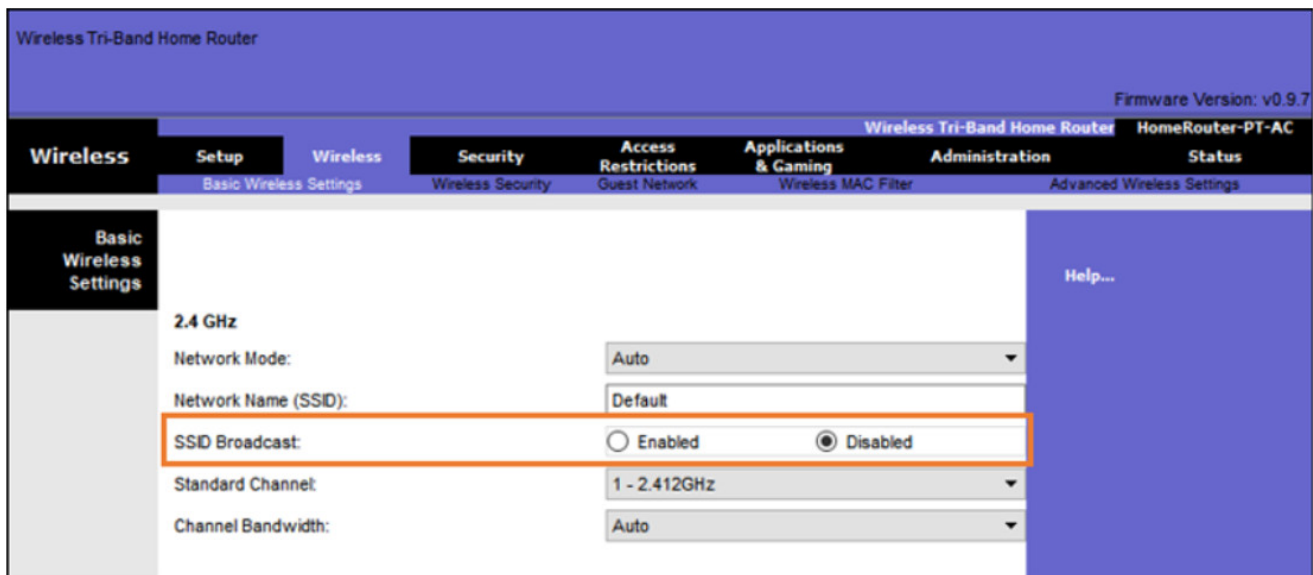 Wireless Tri-Band Home Router
Firmware Version: v0.9.7
Wireless Tri-Band Home Router HomeRouter-PT-AC
Wireless Setup Wireless Security Access Restrictions Applications & Gaming Administration Status
Basic Wireless Settings Wireless Security Guest Network Wireless MAC Filter Advanced Wireless Settings
Basic
Wireless
Settings
Help...
2.4 GHz
Network Mode: Auto
Network Name (SSID): Default
SSID Broadcast: Enabled Disabled
Standard Channel: 1 - 2.412GHz
Channel Bandwidth: Auto